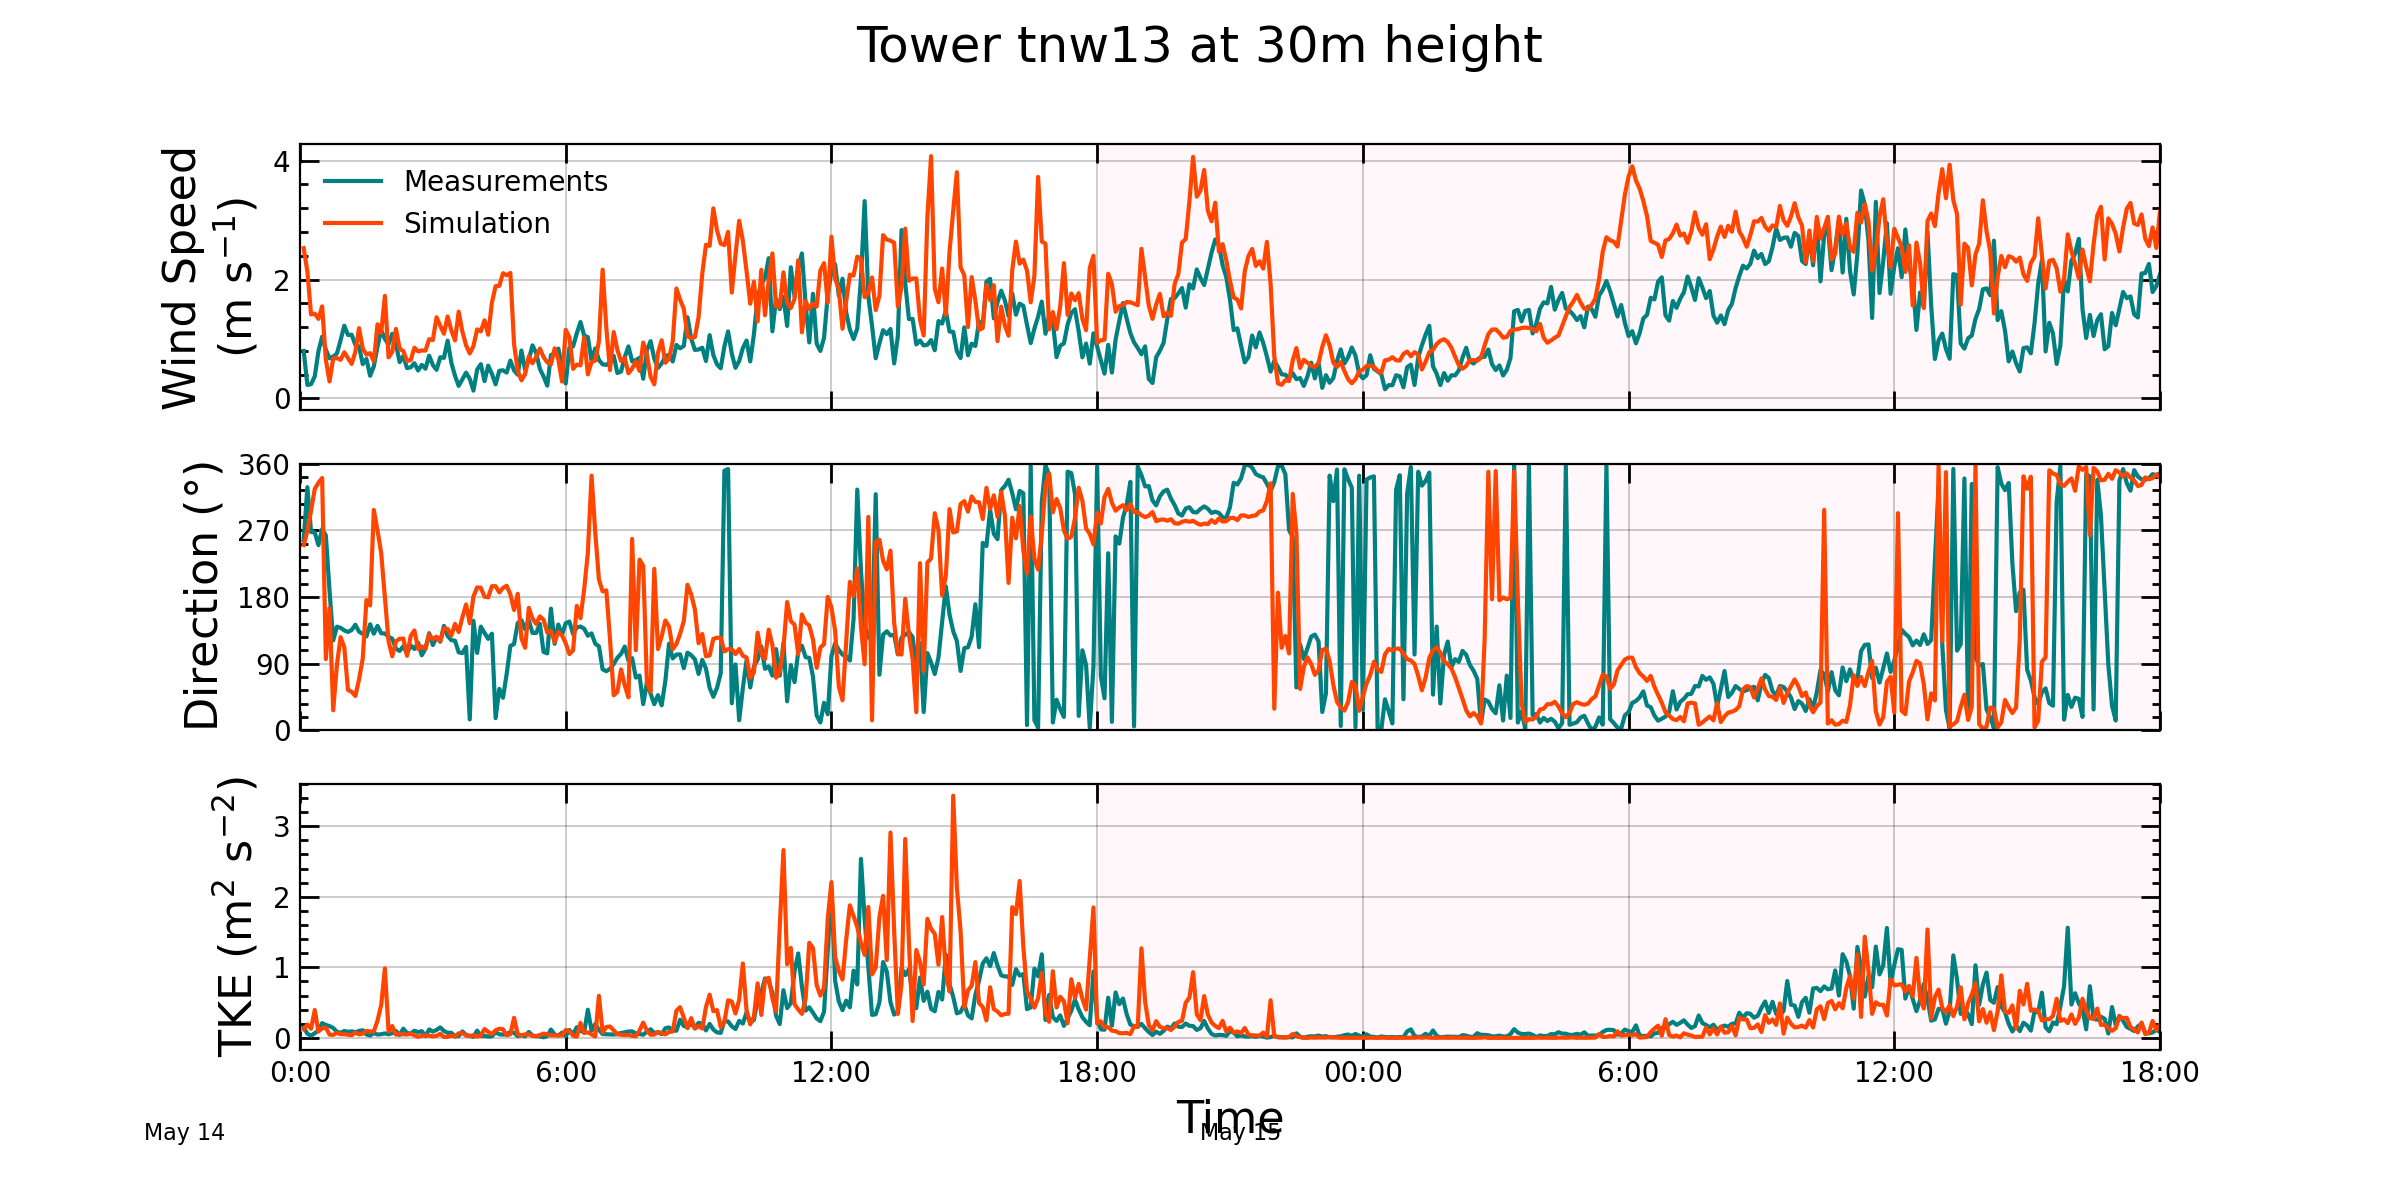 Tower tnw13 at 30m height
Wind Speed
(m s⁻¹)
4
2
0
Measurements
Simulation
Direction (°)
360
270
180
90
0
TKE (m² s⁻²)
3
2
1
0
0:00 6:00 12:00 18:00 00:00 6:00 12:00 18:00
Time
May 14 May 15